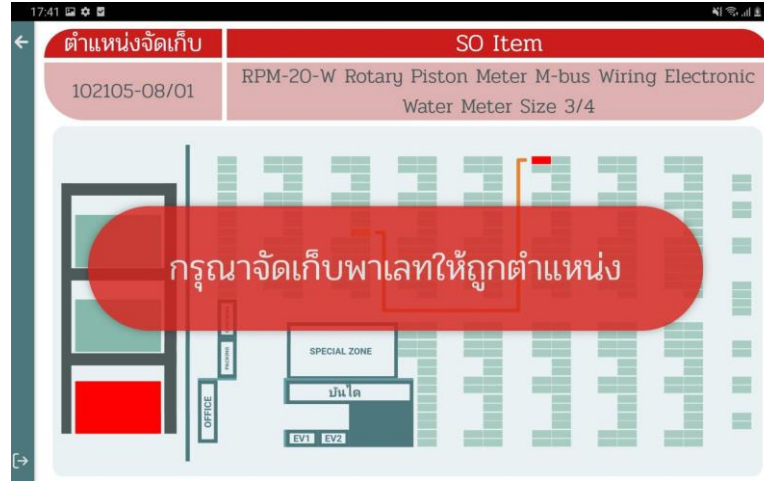 17:41
ตำแหน่งจัดเก็บ
SO Item
102105-08/01
RPM-20-W Rotary Piston Meter M-bus Wiring Electronic
Water Meter Size 3/4
กรุณาจัดเก็บพาเลทให้ถูกตำแหน่ง
PACKING
SPECIAL ZONE
OFFICE
บันได
EV1
EV2